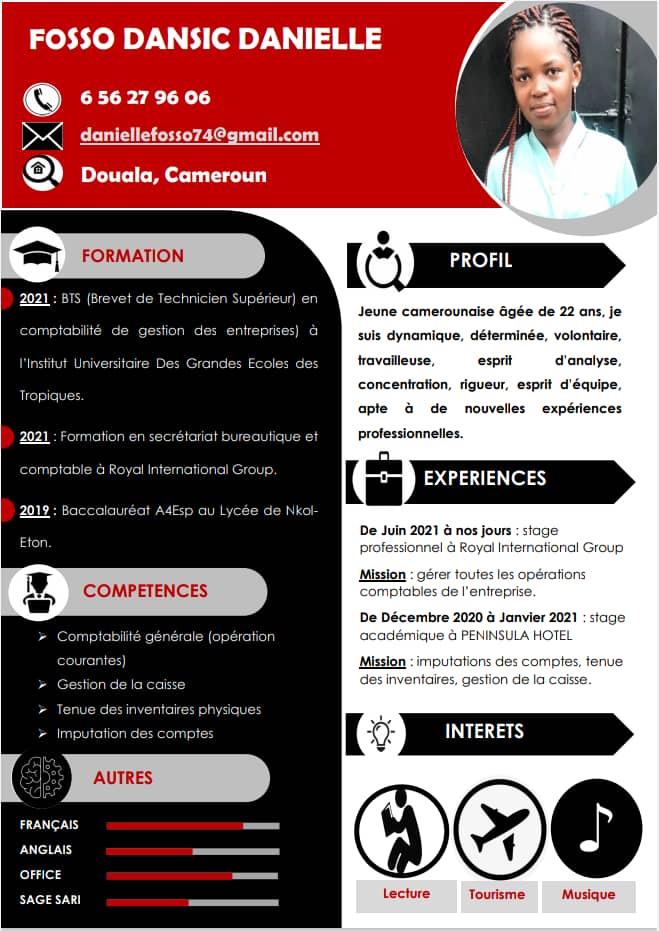 FOSSO DANSIC DANIELLE
6 56 27 96 06
daniellefosso74@gmail.com
Douala, Cameroun
FORMATION
2021 : BTS (Brevet de Technicien Supérieur) en
comptabilité de gestion des entreprises) à
l’Institut Universitaire Des Grandes Ecoles des
Tropiques.
2021 : Formation en secrétariat bureautique et
comptable à Royal International Group.
2019 : Baccalauréat A4Esp au Lycée de Nkol-
Eton.
COMPETENCES
Comptabilité générale (opération
courantes)
Gestion de la caisse
Tenue des inventaires physiques
Imputation des comptes
AUTRES
FRANÇAIS
ANGLAIS
OFFICE
SAGE SARI
PROFIL
Jeune camerounaise âgée de 22 ans, je
suis dynamique, déterminée, volontaire,
travailleuse, esprit d'analyse,
concentration, rigueur, esprit d'équipe,
apte à de nouvelles expériences
professionnelles.
EXPERIENCES
De Juin 2021 à nos jours : stage
professionnel à Royal International Group
Mission : gérer toutes les opérations
comptables de l’entreprise.
De Décembre 2020 à Janvier 2021 : stage
académique à PENINSULA HOTEL
Mission : imputations des comptes, tenue
des inventaires, gestion de la caisse.
INTERETS
Lecture
Tourisme
Musique